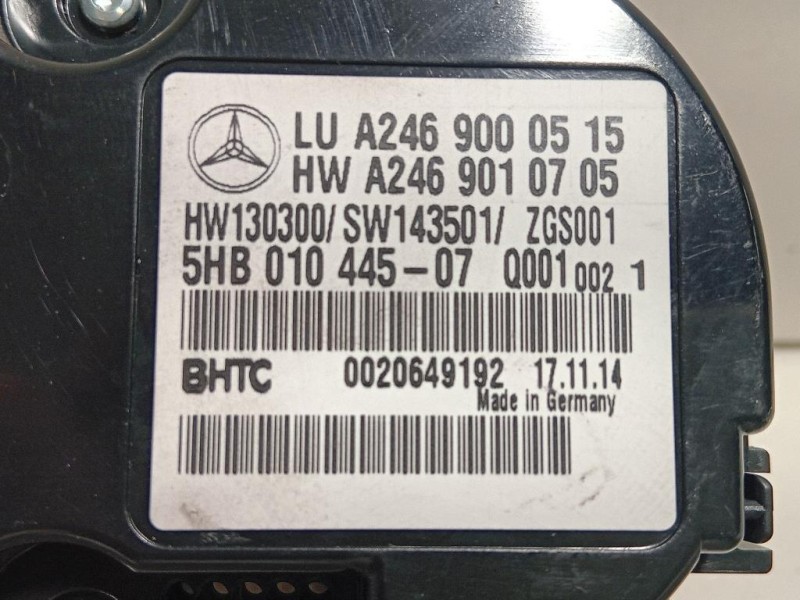 LU A246 900 05 15
HW A246 901 07 05
HW130300/ SW143501/ ZGS001
5HB 010 445-07 Q001 002 1
BHTC 0020649192 17.11.14
Made in Germany